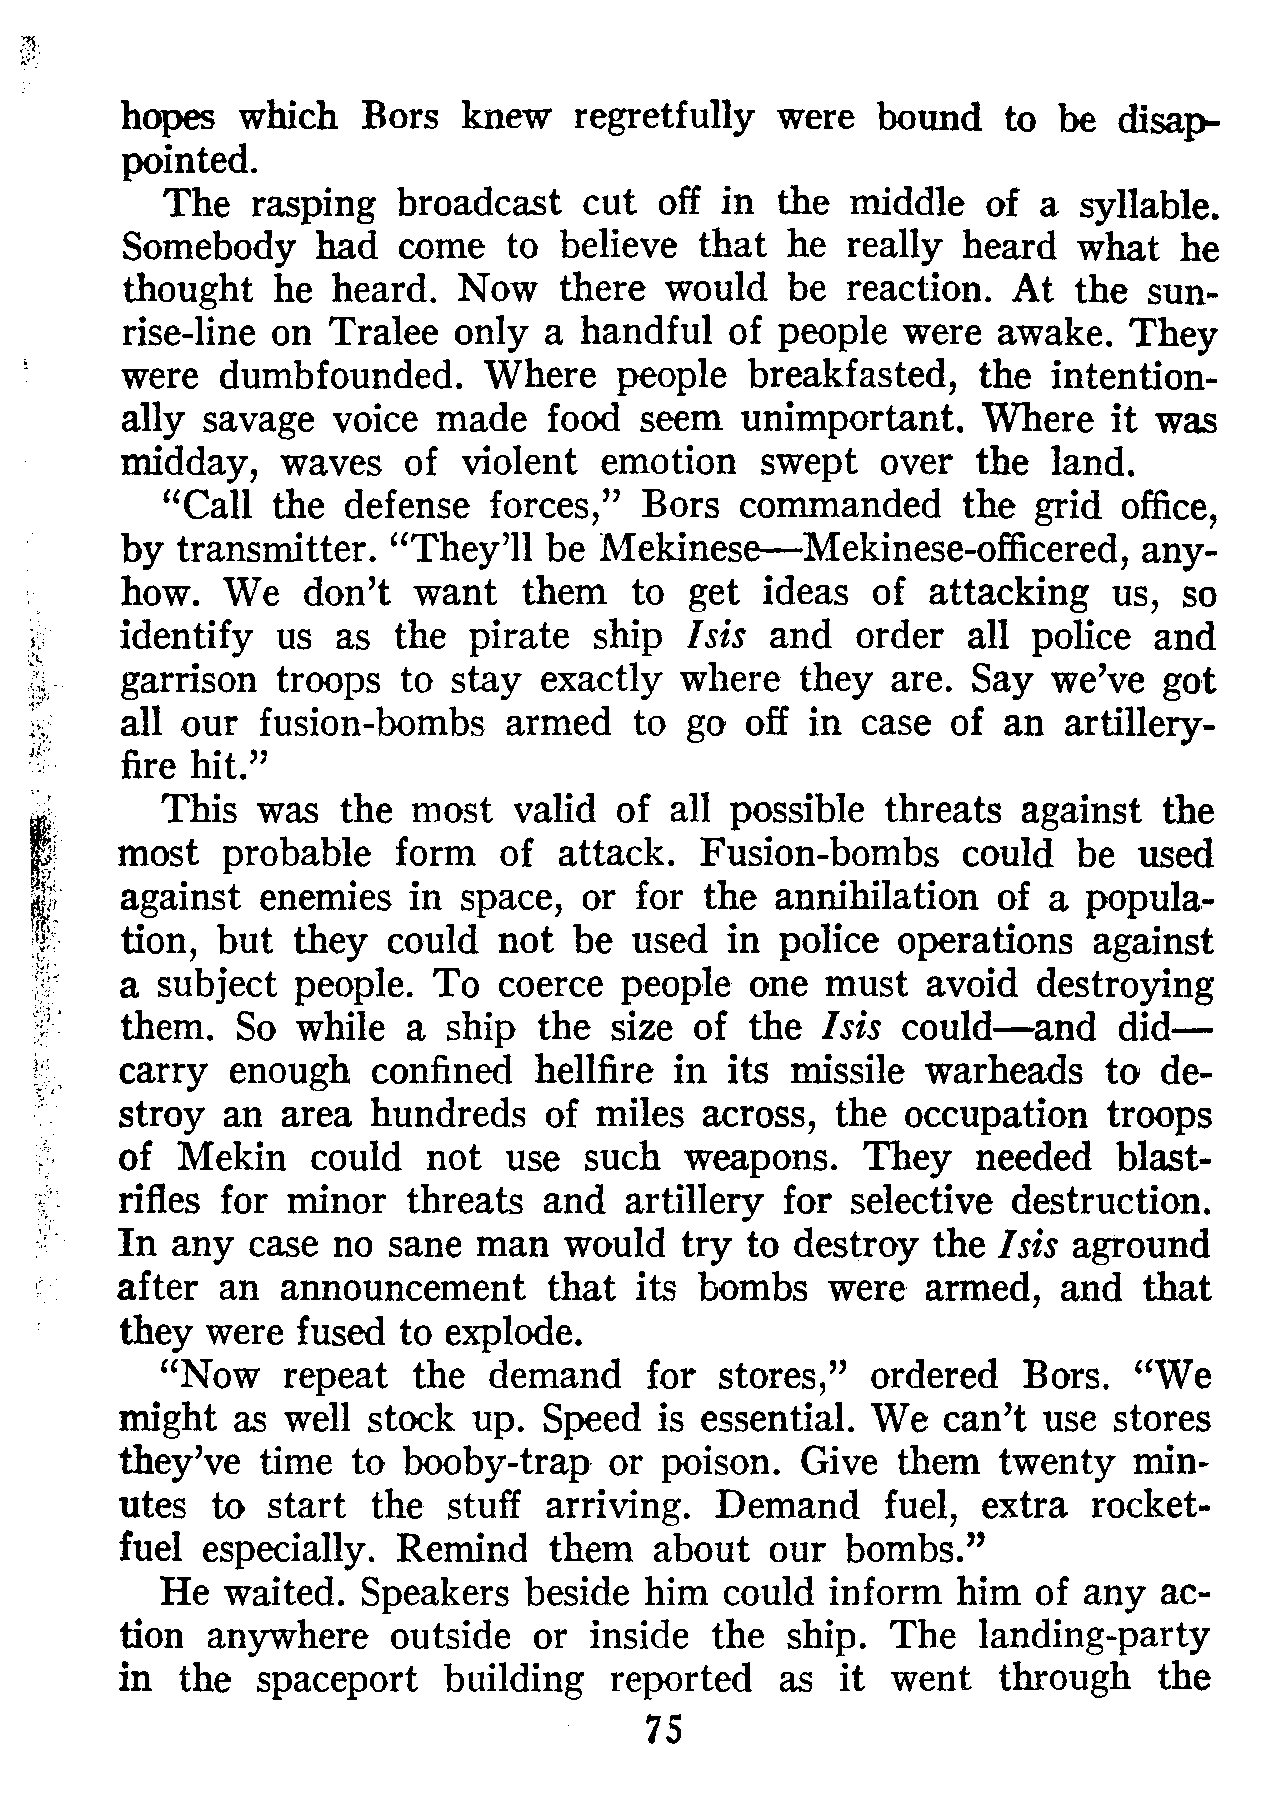 hopes which Bors knew regretfully were bound to be disap-
pointed.
The rasping broadcast cut off in the middle of a syllable.
Somebody had come to believe that he really heard what he
thought he heard. Now there would be reaction. At the sun-
rise-line on Tralee only a handful of people were awake. They
were dumbfounded. Where people breakfasted, the intention-
ally savage voice made food seem unimportant. Where it was
midday, waves of violent emotion swept over the land.
“Call the defense forces,” Bors commanded the grid office,
by transmitter. “They’ll be Mekinese—Mekinese-officered, any-
how. We don’t want them to get ideas of attacking us, so
identify us as the pirate ship Isis and order all police and
garrison troops to stay exactly where they are. Say we’ve got
all our fusion-bombs armed to go off in case of an artillery-
fire hit.”
This was the most valid of all possible threats against the
most probable form of attack. Fusion-bombs could be used
against enemies in space, or for the annihilation of a popula-
tion, but they could not be used in police operations against
a subject people. To coerce people one must avoid destroying
them. So while a ship the size of the Isis could—and did—
carry enough confined hellfire in its missile warheads to de-
stroy an area hundreds of miles across, the occupation troops
of Mekin could not use such weapons. They needed blast-
rifles for minor threats and artillery for selective destruction.
In any case no sane man would try to destroy the Isis aground
after an announcement that its bombs were armed, and that
they were fused to explode.
“Now repeat the demand for stores,” ordered Bors. “We
might as well stock up. Speed is essential. We can’t use stores
they’ve time to booby-trap or poison. Give them twenty min-
utes to start the stuff arriving. Demand fuel, extra rocket-
fuel especially. Remind them about our bombs.”
He waited. Speakers beside him could inform him of any ac-
tion anywhere outside or inside the ship. The landing-party
in the spaceport building reported as it went through the
75